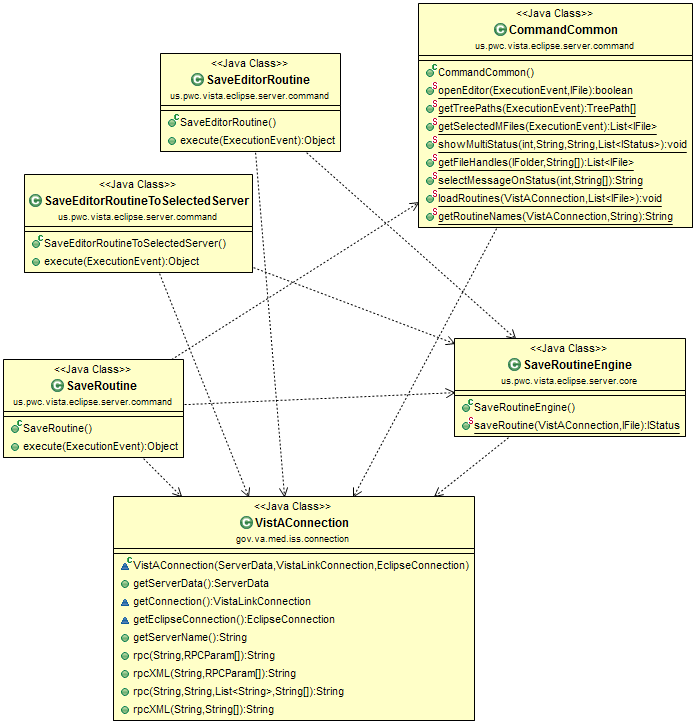 <<Java Class>>
CommandCommon
us.pwc.vista.eclipse.server.command
CommandCommon()
openEditor(ExecutionEvent,IFile):boolean
getTreePaths(ExecutionEvent):TreePath[]
getSelectedMFiles(ExecutionEvent):List<IFile>
showMultiStatus(int,String,String,List<IStatus>):void
getFileHandles(IFolder,String[]):List<IFile>
selectMessageOnStatus(int,String[]):String
loadRoutines(VistAConnection,List<IFile>):void
getRoutineNames(VistAConnection,String):String
<<Java Class>>
SaveEditorRoutine
us.pwc.vista.eclipse.server.command
SaveEditorRoutine()
execute(ExecutionEvent):Object
<<Java Class>>
SaveEditorRoutineToSelectedServer
us.pwc.vista.eclipse.server.command
SaveEditorRoutineToSelectedServer()
execute(ExecutionEvent):Object
<<Java Class>>
SaveRoutineEngine
us.pwc.vista.eclipse.server.core
SaveRoutineEngine()
saveRoutine(VistAConnection,IFile):IStatus
<<Java Class>>
SaveRoutine
us.pwc.vista.eclipse.server.command
SaveRoutine()
execute(ExecutionEvent):Object
<<Java Class>>
VistAConnection
gov.va.med.iss.connection
VistAConnection(ServerData,VistaLinkConnection,EclipseConnection)
getServerData():ServerData
getConnection():VistaLinkConnection
getEclipseConnection():EclipseConnection
getServerName():String
rpc(String,RPCParam[]):String
rpcXML(String,RPCParam[]):String
rpc(String,String,List<String>,String[]):String
rpcXML(String,String[]):String